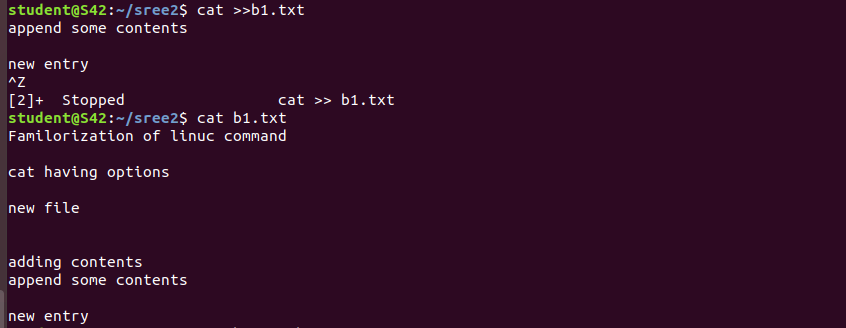 student@S42:~/sree2$ cat >>b1.txt
append some contents
new entry
^Z
[2]+  Stopped                 cat >> b1.txt
student@S42:~/sree2$ cat b1.txt
Familorization of linuc command
cat having options
new file
adding contents
append some contents
new entry